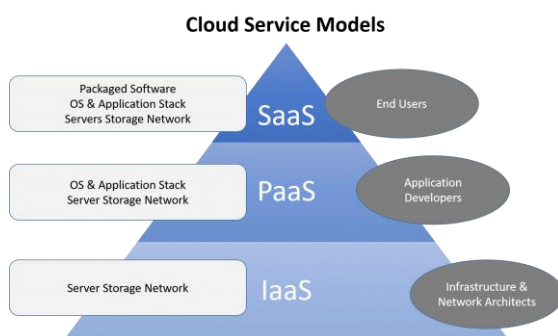 Cloud Service Models
Packaged Software
OS & Application Stack
Servers Storage Network
SaaS
End Users
OS & Application Stack
Server Storage Network
PaaS
Application
Developers
Server Storage Network
IaaS
Infrastructure &
Network Architects